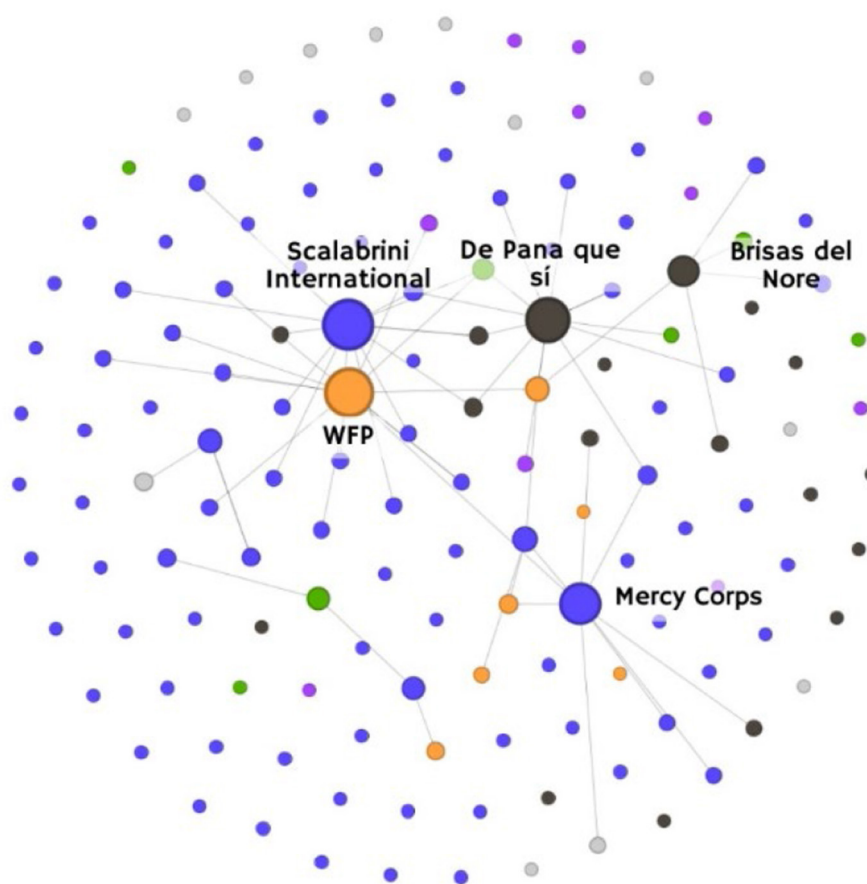 Scalabrini
International
De Pana que
sí
Brisas del
Nore
WFP
Mercy Corps